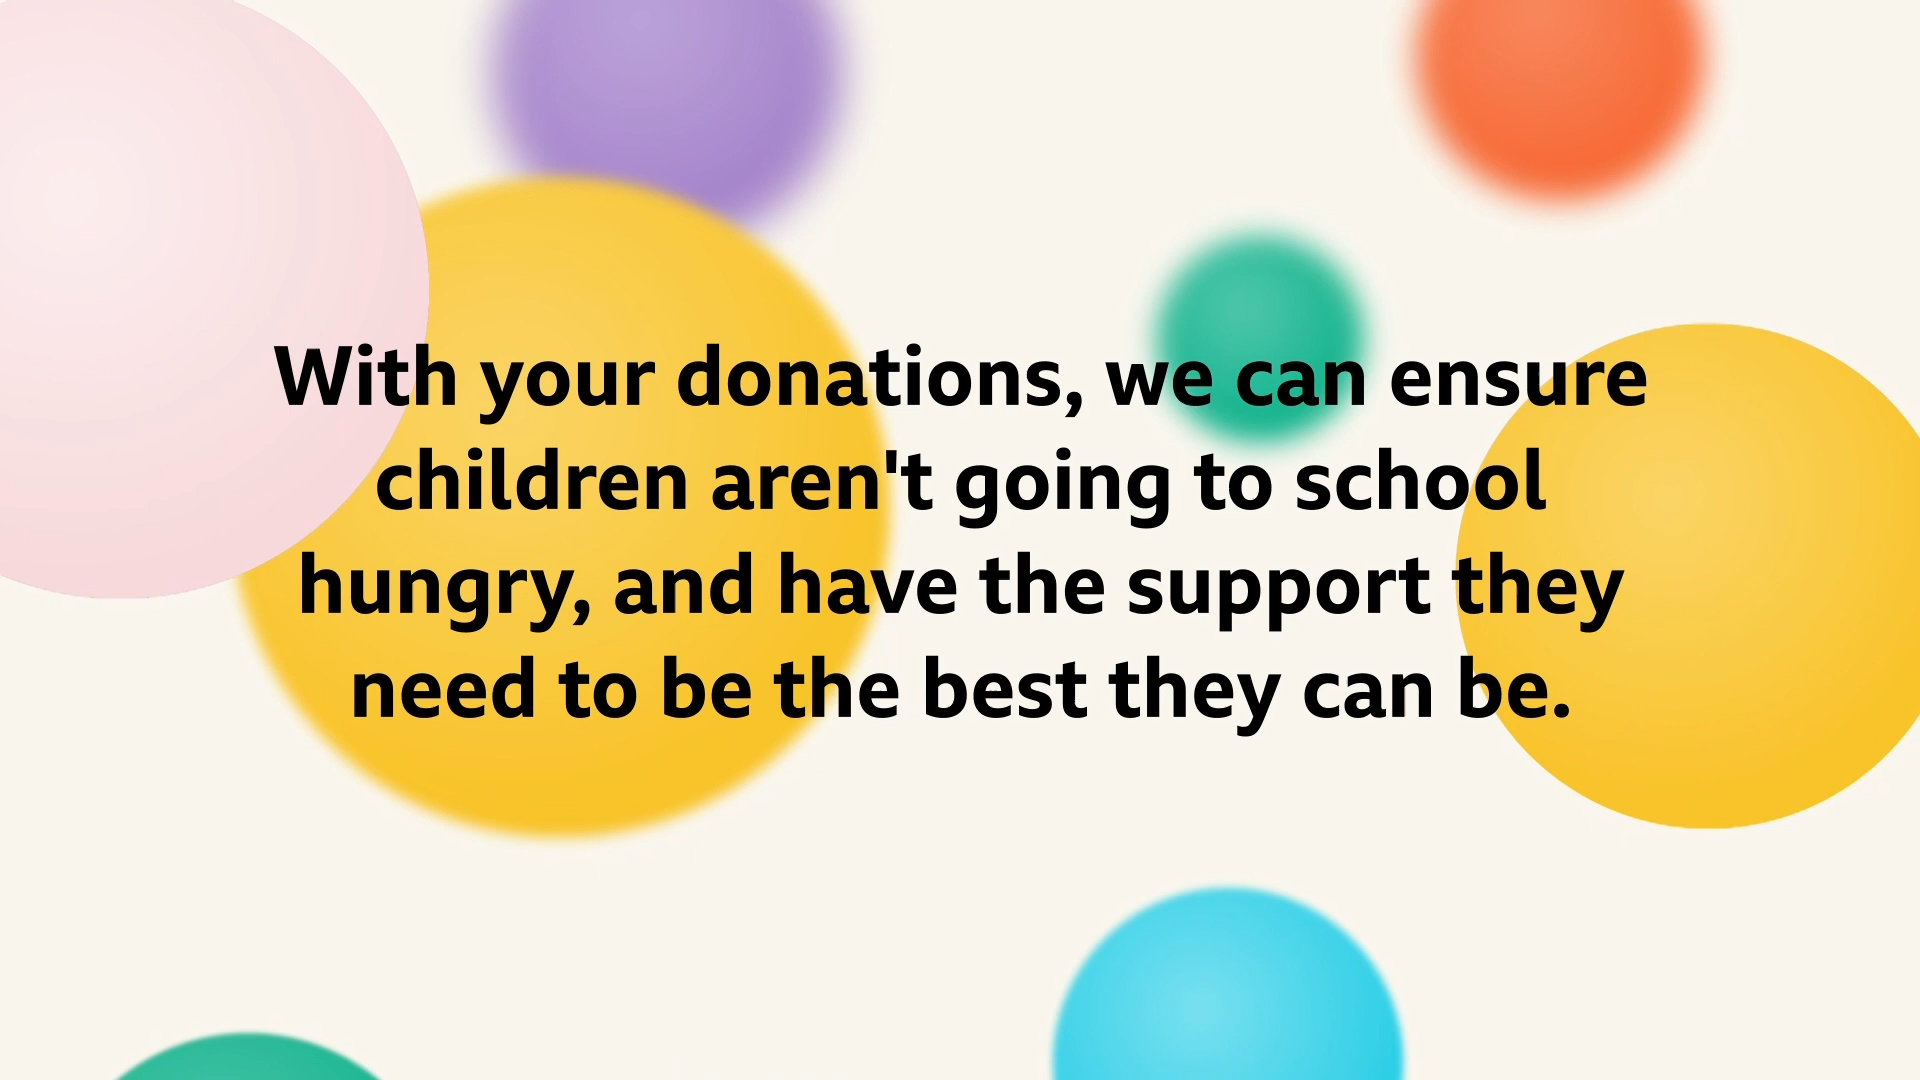 With your donations, we can ensure
children aren't going to school
hungry, and have the support they
need to be the best they can be.